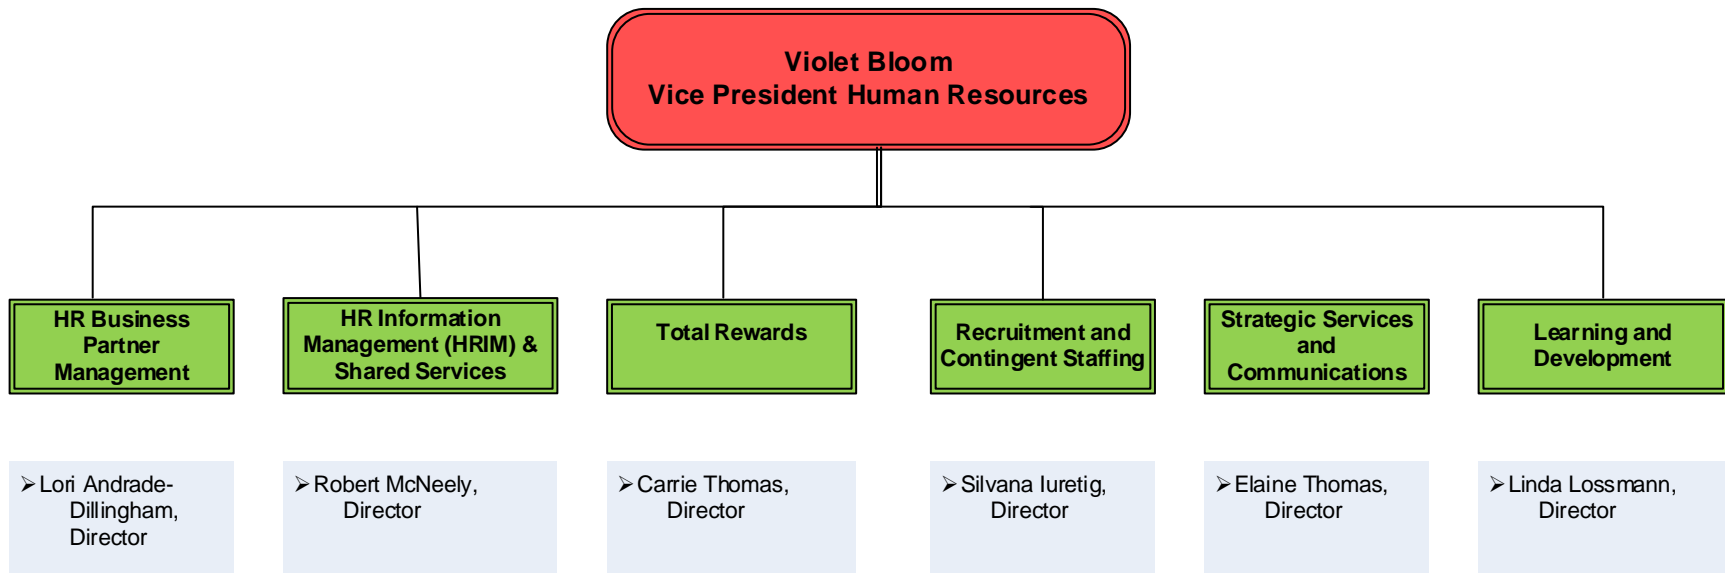 Violet Bloom
Vice President Human Resources
HR Business
Partner
Management
HR Information
Management (HRIM) &
Shared Services
Total Rewards
Recruitment and
Contingent Staffing
Strategic Services
and
Communications
Learning and
Development
➢Lori Andrade-
Dillingham,
Director
➢Robert McNeely,
Director
➢Carrie Thomas,
Director
➢Silvana Iuretig,
Director
➢Elaine Thomas,
Director
➢Linda Lossmann,
Director